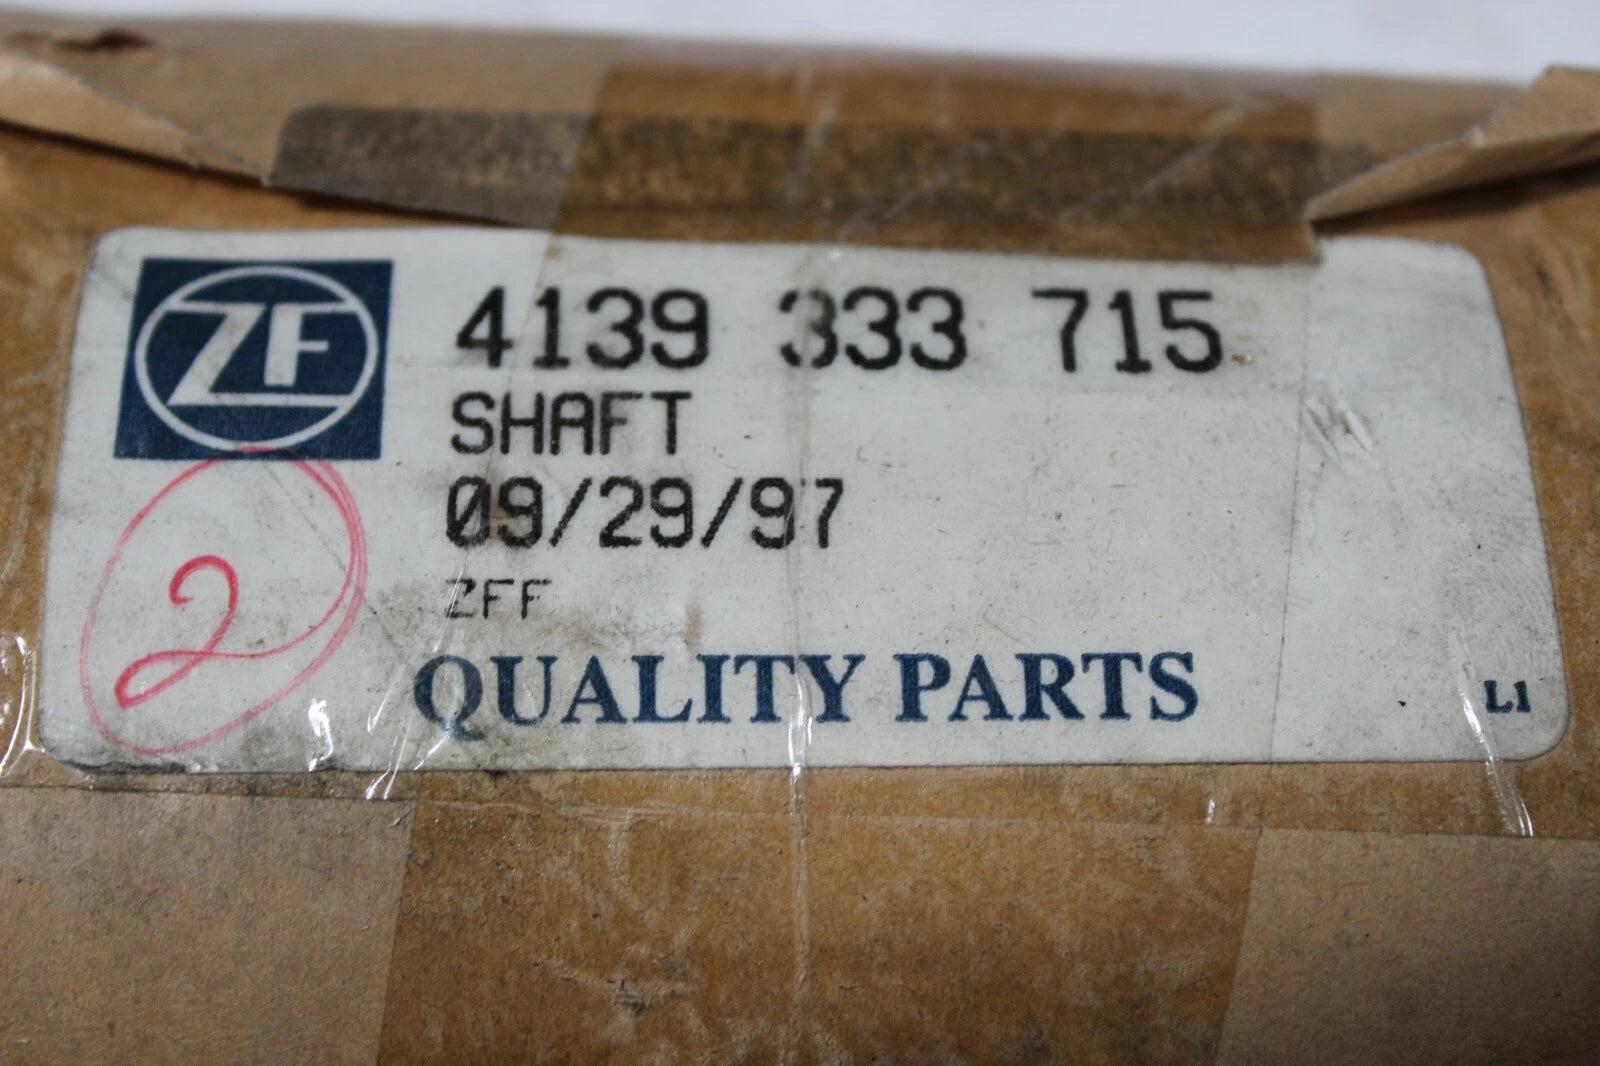 ZF
4139 333 715
SHAFT
09/29/97
ZFF
2
QUALITY PARTS
L1